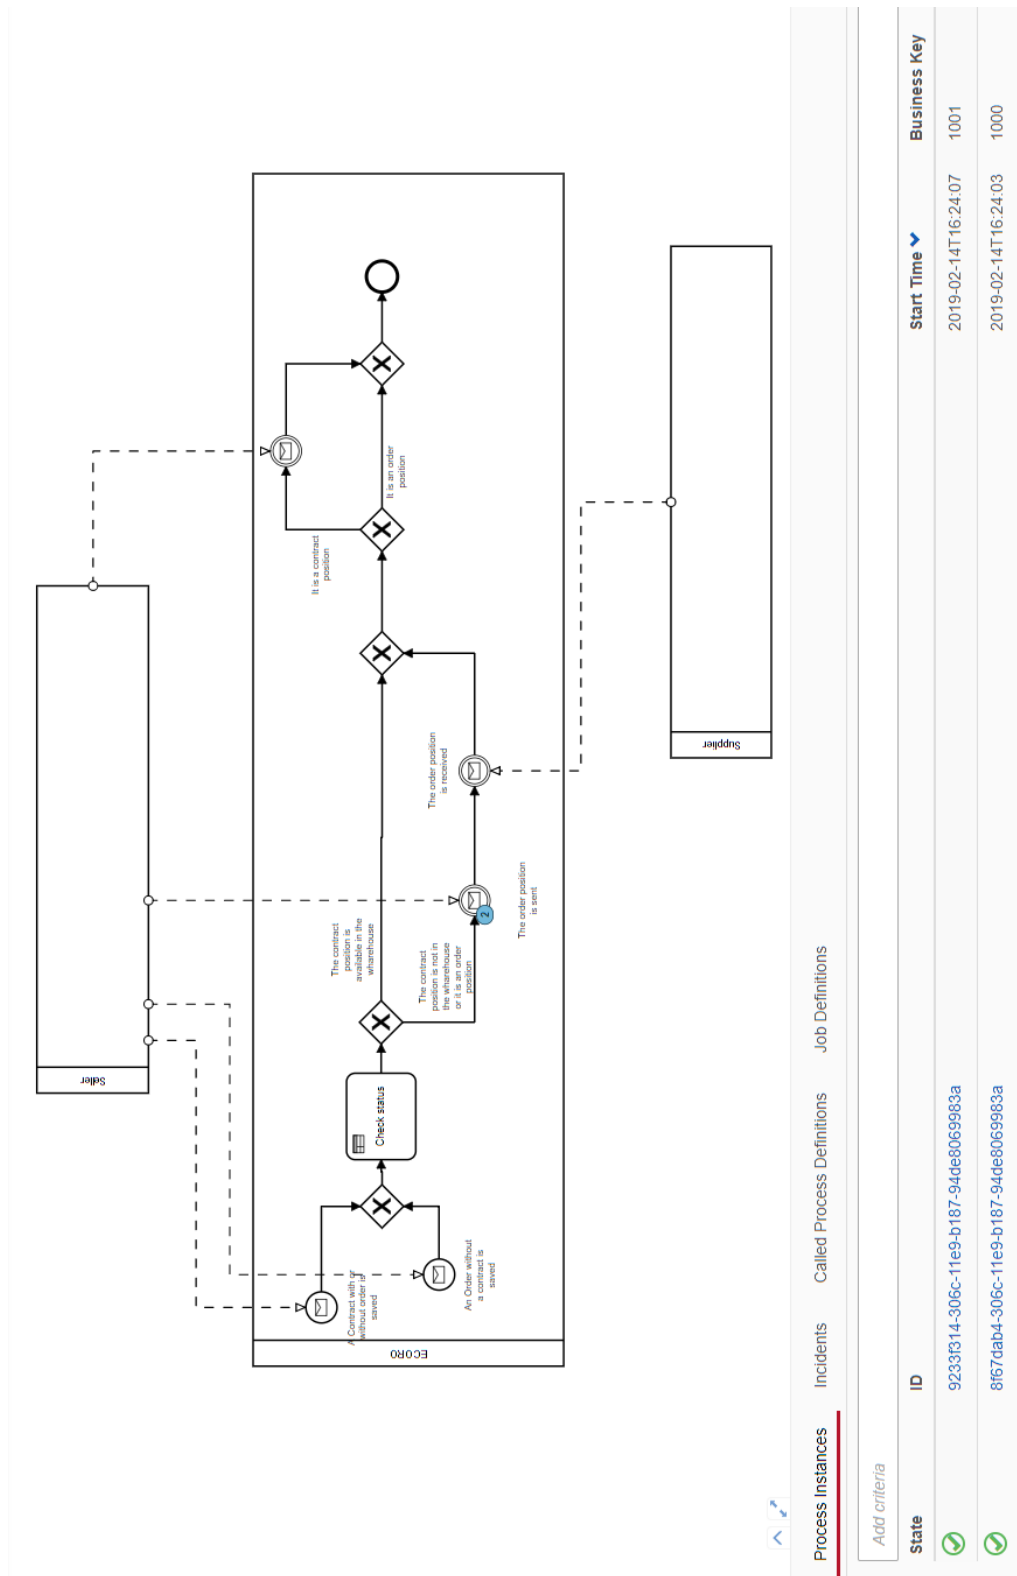 Seller
ECORO
A Contract with or
without order is
saved
An Order without
a contract is
saved
Check status
The contract
position is
available in the
wharehouse
The contract
position is not in
the wharehouse
or it is an order
position
2
The order position
is sent
The order position
is received
It is a contract
position
It is an order
position
Supplier
Process Instances
Incidents
Called Process Definitions
Job Definitions
Add criteria
State ID Start Time Business Key
9233f314-306c-11e9-b187-94de8069983a 2019-02-14T16:24:07 1001
8f67dab4-306c-11e9-b187-94de8069983a 2019-02-14T16:24:03 1000